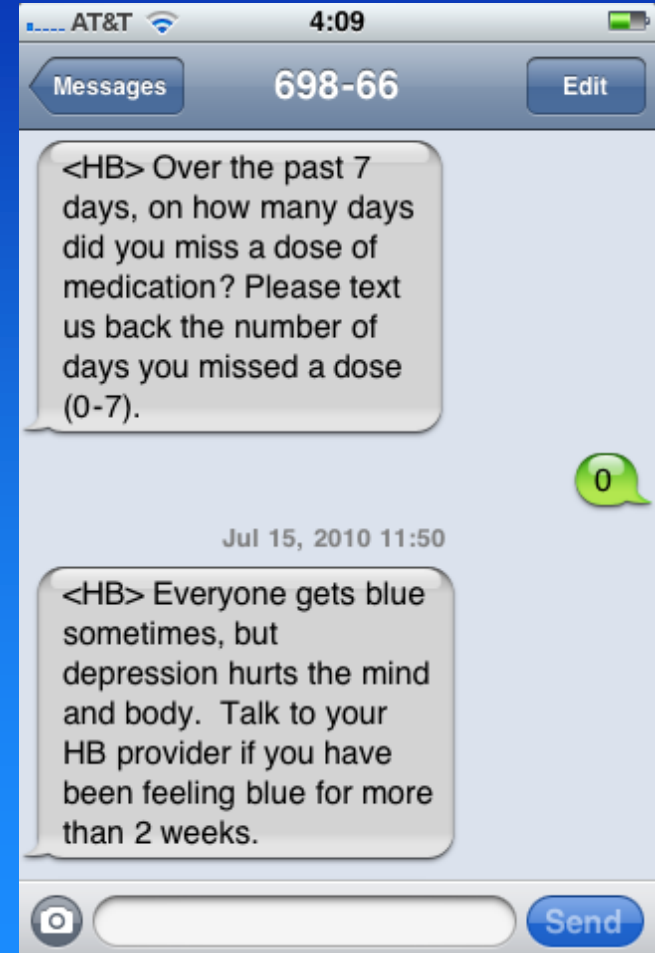 AT&T 4:09
Messages 698-66 Edit
<HB> Over the past 7
days, on how many days
did you miss a dose of
medication? Please text
us back the number of
days you missed a dose
(0-7).
0
Jul 15, 2010 11:50
<HB> Everyone gets blue
sometimes, but
depression hurts the mind
and body.  Talk to your
HB provider if you have
been feeling blue for more
than 2 weeks.
Send